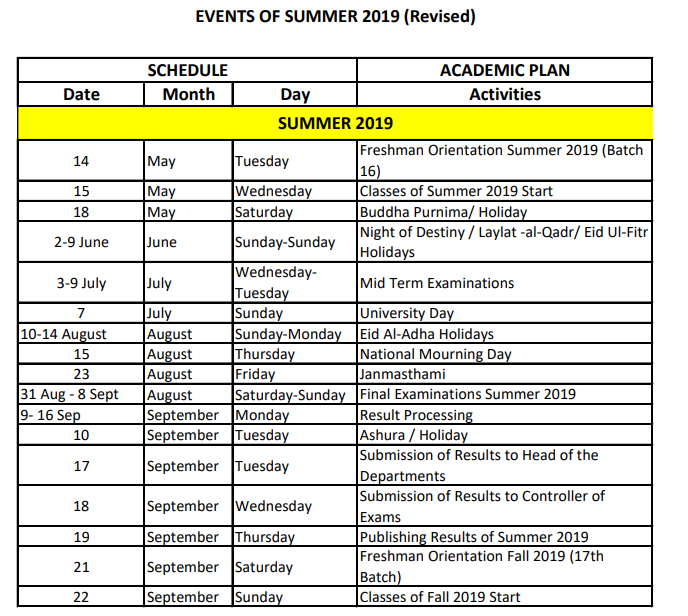 EVENTS OF SUMMER 2019 (Revised)
SCHEDULE ACADEMIC PLAN
Date Month Day Activities
SUMMER 2019
14 May Tuesday Freshman Orientation Summer 2019 (Batch
16)
15 May Wednesday Classes of Summer 2019 Start
18 May Saturday Buddha Purnima/ Holiday
2-9 June June Sunday-Sunday Night of Destiny / Laylat -al-Qadr/ Eid Ul-Fitr
Holidays
3-9 July July Wednesday-
Tuesday Mid Term Examinations
7 July Sunday University Day
10-14 August August Sunday-Monday Eid Al-Adha Holidays
15 August Thursday National Mourning Day
23 August Friday Janmasthami
31 Aug - 8 Sept August Saturday-Sunday Final Examinations Summer 2019
9- 16 Sep September Monday Result Processing
10 September Tuesday Ashura / Holiday
17 September Tuesday Submission of Results to Head of the
Departments
18 September Wednesday Submission of Results to Controller of
Exams
19 September Thursday Publishing Results of Summer 2019
21 September Saturday Freshman Orientation Fall 2019 (17th
Batch)
22 September Sunday Classes of Fall 2019 Start